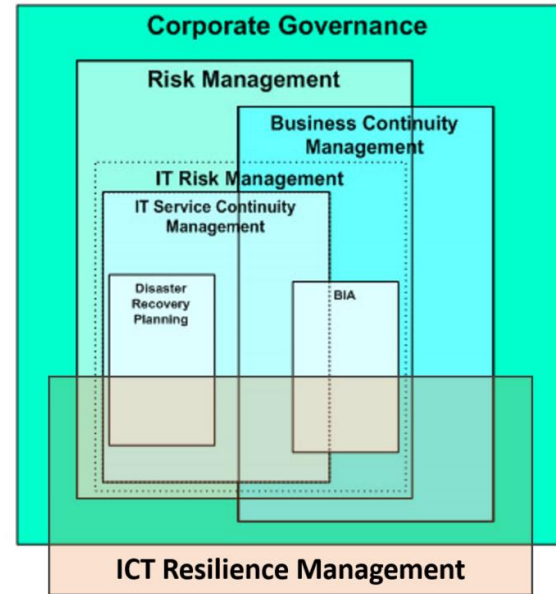 Corporate Governance
Risk Management
Business Continuity
Management
IT Risk Management
IT Service Continuity
Management
Disaster
Recovery
Planning
BIA
ICT Resilience Management